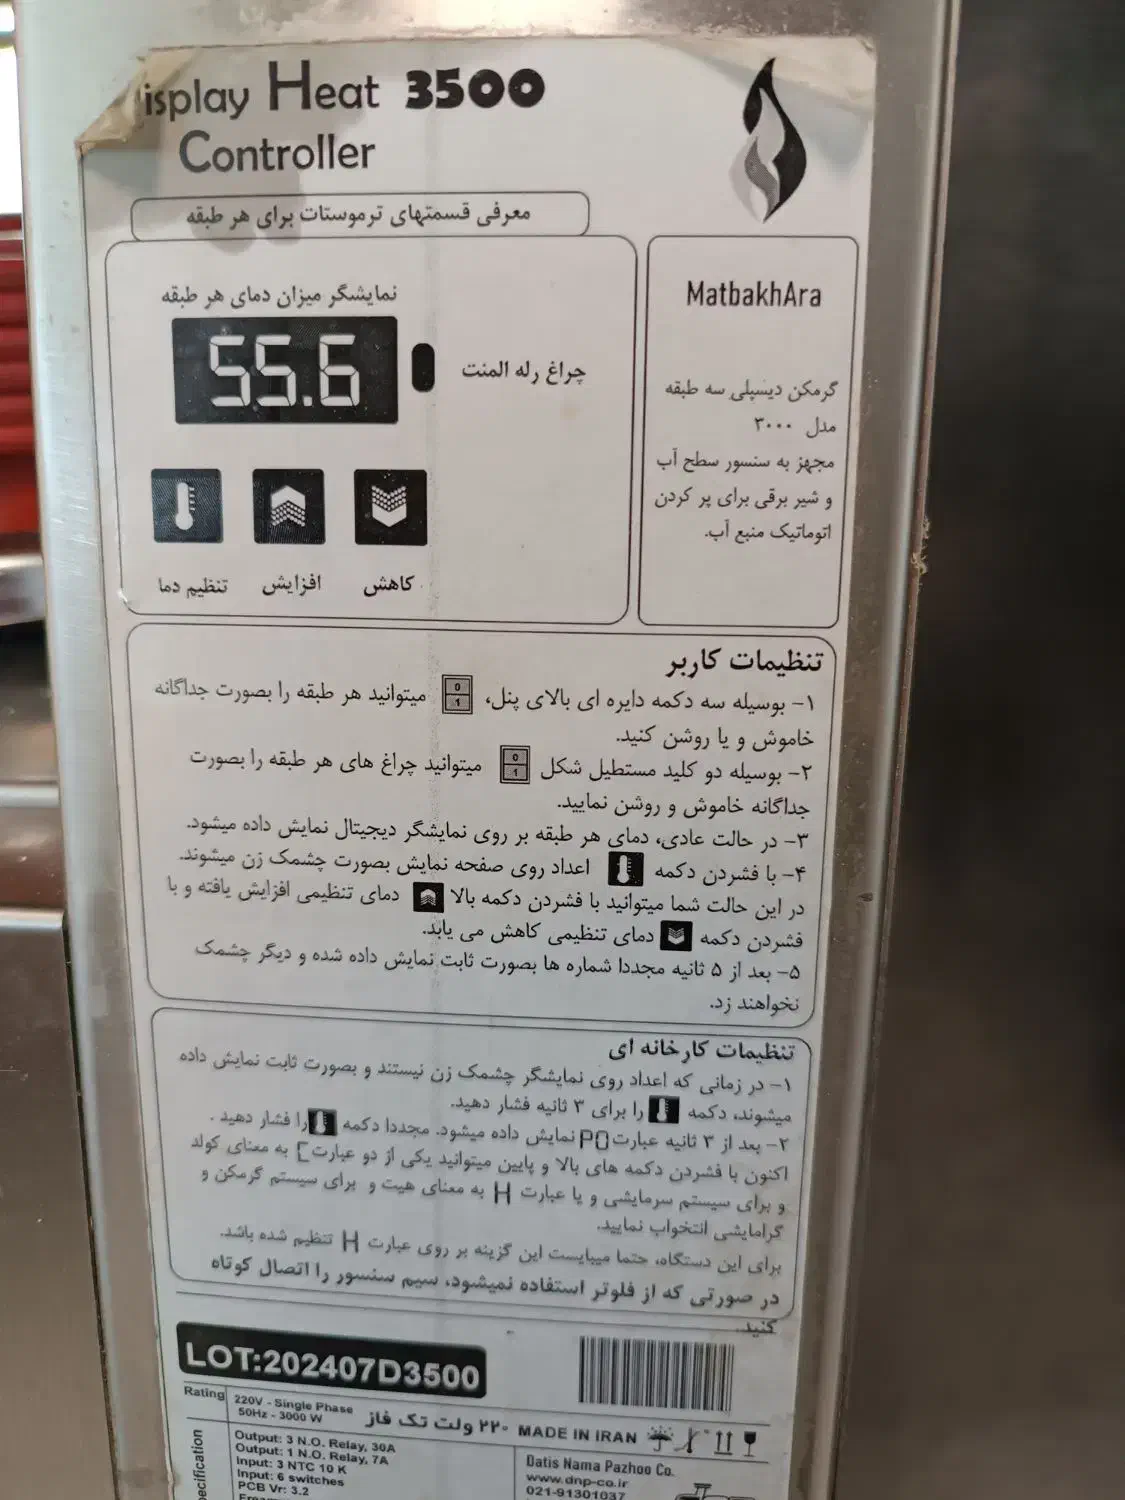 isplay Heat 3500
Controller
معرفی قسمتهای ترموستات برای هر طبقه
نمایشگر میزان دمای هر طبقه
55.6
چراغ رله المنت
کاهش
افزایش
تنظیم دما
MatbakhAra
گرمکن دیسپلی سه طبقه
مدل ۳۰۰۰
مجهز به سنسور سطح آب
و شیر برقی برای پر کردن
اتوماتیک منبع آب.
تنظیمات کاربر
۱- بوسیله سه دکمه دایره ای بالای پنل، 0 1 میتوانید هر طبقه را بصورت جداگانه
خاموش و یا روشن کنید.
۲- بوسیله دو کلید مستطیل شکل 0 1 میتوانید چراغ های هر طبقه را بصورت
جداگانه خاموش و روشن نمایید.
۳- در حالت عادی، دمای هر طبقه بر روی نمایشگر دیجیتال نمایش داده میشود.
۴- با فشردن دکمه اعداد روی صفحه نمایش بصورت چشمک زن میشوند.
در این حالت شما میتوانید با فشردن دکمه بالا دمای تنظیمی افزایش یافته و با
فشردن دکمه دمای تنظیمی کاهش می یابد.
۵- بعد از ۵ ثانیه مجددا شماره ها بصورت ثابت نمایش داده شده و دیگر چشمک
نخواهند زد.
تنظیمات کارخانه ای
۱- در زمانی که اعداد روی نمایشگر چشمک زن نیستند و بصورت ثابت نمایش داده
میشوند، دکمه را برای ۳ ثانیه فشار دهید.
۲- بعد از ۳ ثانیه عبارت P0 نمایش داده میشود. مجددا دکمه را فشار دهید .
اکنون با فشردن دکمه های بالا و پایین میتوانید یکی از دو عبارت C به معنای کولد
و برای سیستم سرمایشی و یا عبارت H به معنای هیت و برای سیستم گرمکن و
گرامایشی انتخواب نمایید.
برای این دستگاه، حتما میبایست این گزینه بر روی عبارت H تنظیم شده باشد.
در صورتی که از فلوتر استفاده نمیشود، سیم سنسور را اتصال کوتاه
کنید.
LOT:202407D3500
Rating
220V - Single Phase
50Hz - 3000 W
۲۲۰ ولت تک فاز
MADE IN IRAN
Output: 3 N.O. Relay, 30A
Output: 1 N.O. Relay, 7A
Input: 3 NTC 10 K
Input: 6 switches
PCB Vr: 3.2
Datis Nama Pazhoo Co.
www.dnp-co.ir
021-91301037